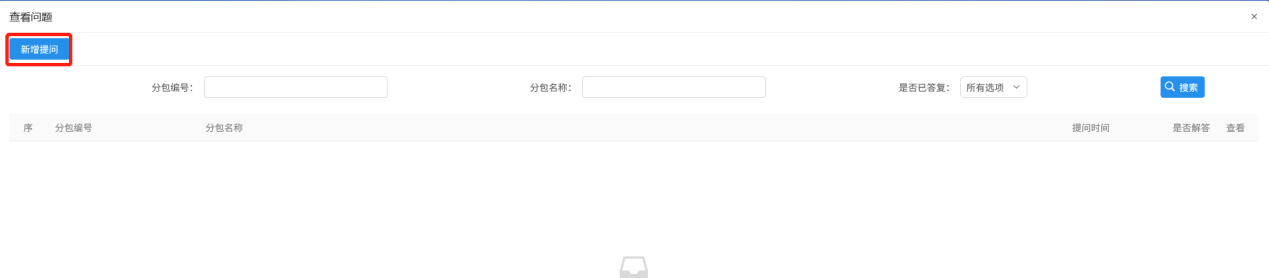 查看问题 ×
新增提问
分包编号： 分包名称： 是否已答复： 所有选项 搜索
序 分包编号 分包名称 提问时间 是否解答 查看